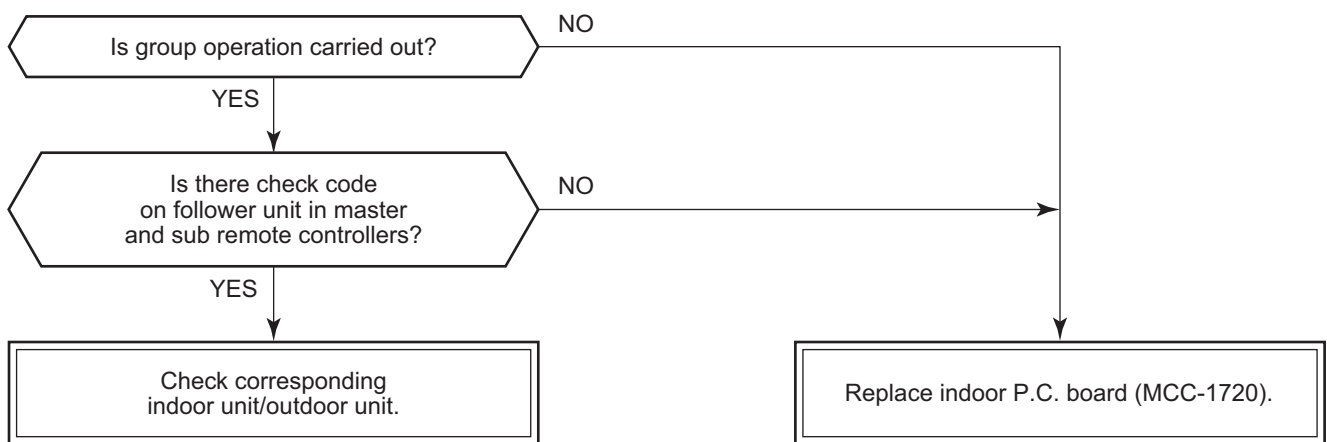 Is group operation carried out?
NO
YES
Is there check code
on follower unit in master
and sub remote controllers?
NO
YES
Check corresponding
indoor unit/outdoor unit.
Replace indoor P.C. board (MCC-1720).